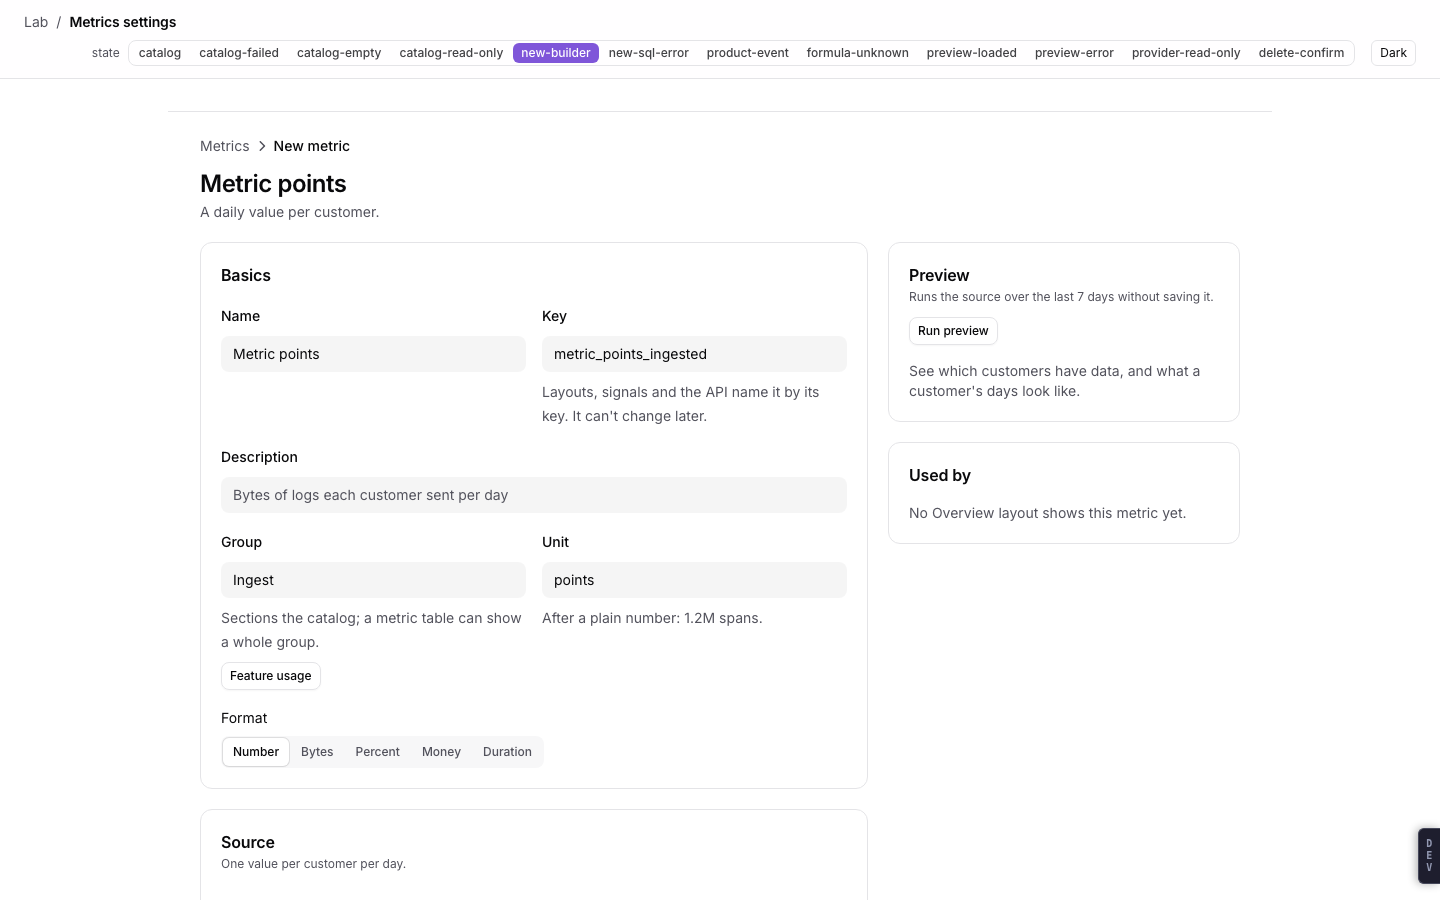 Lab / Metrics settings
state catalog catalog-failed catalog-empty catalog-read-only new-builder new-sql-error product-event formula-unknown preview-loaded preview-error provider-read-only delete-confirm Dark
Metrics > New metric
Metric points
A daily value per customer.
Basics
Name Key
Metric points metric_points_ingested
Layouts, signals and the API name it by its
key. It can't change later.
Description
Bytes of logs each customer sent per day
Group Unit
Ingest points
Sections the catalog; a metric table can show After a plain number: 1.2M spans.
a whole group.
Feature usage
Format
Number Bytes Percent Money Duration
Source
One value per customer per day.
Preview
Runs the source over the last 7 days without saving it.
Run preview
See which customers have data, and what a
customer's days look like.
Used by
No Overview layout shows this metric yet.
DEV